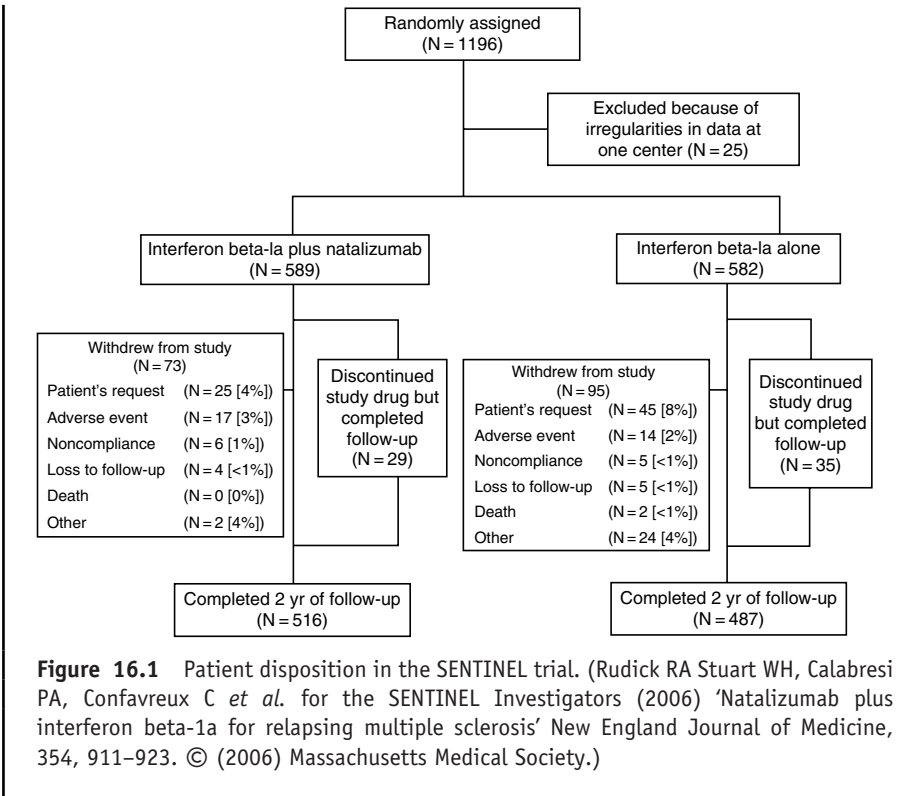 Randomly assigned
(N = 1196)
Excluded because of
irregularities in data at
one center (N = 25)
Interferon beta-la plus natalizumab
(N = 589)
Interferon beta-la alone
(N = 582)
Withdrew from study
(N = 73)
Patient's request (N = 25 [4%])
Adverse event (N = 17 [3%])
Noncompliance (N = 6 [1%])
Loss to follow-up (N = 4 [<1%])
Death (N = 0 [0%])
Other (N = 2 [4%])
Discontinued
study drug but
completed
follow-up
(N = 29)
Withdrew from study
(N = 95)
Patient's request (N = 45 [8%])
Adverse event (N = 14 [2%])
Noncompliance (N = 5 [<1%])
Loss to follow-up (N = 5 [<1%])
Death (N = 2 [<1%])
Other (N = 24 [4%])
Discontinued
study drug
but completed
follow-up
(N = 35)
Completed 2 yr of follow-up
(N = 516)
Completed 2 yr of follow-up
(N = 487)
Figure 16.1 Patient disposition in the SENTINEL trial. (Rudick RA Stuart WH, Calabresi
PA, Confavreux C et al. for the SENTINEL Investigators (2006) ‘Natalizumab plus
interferon beta-1a for relapsing multiple sclerosis’ New England Journal of Medicine,
354, 911–923. © (2006) Massachusetts Medical Society.)